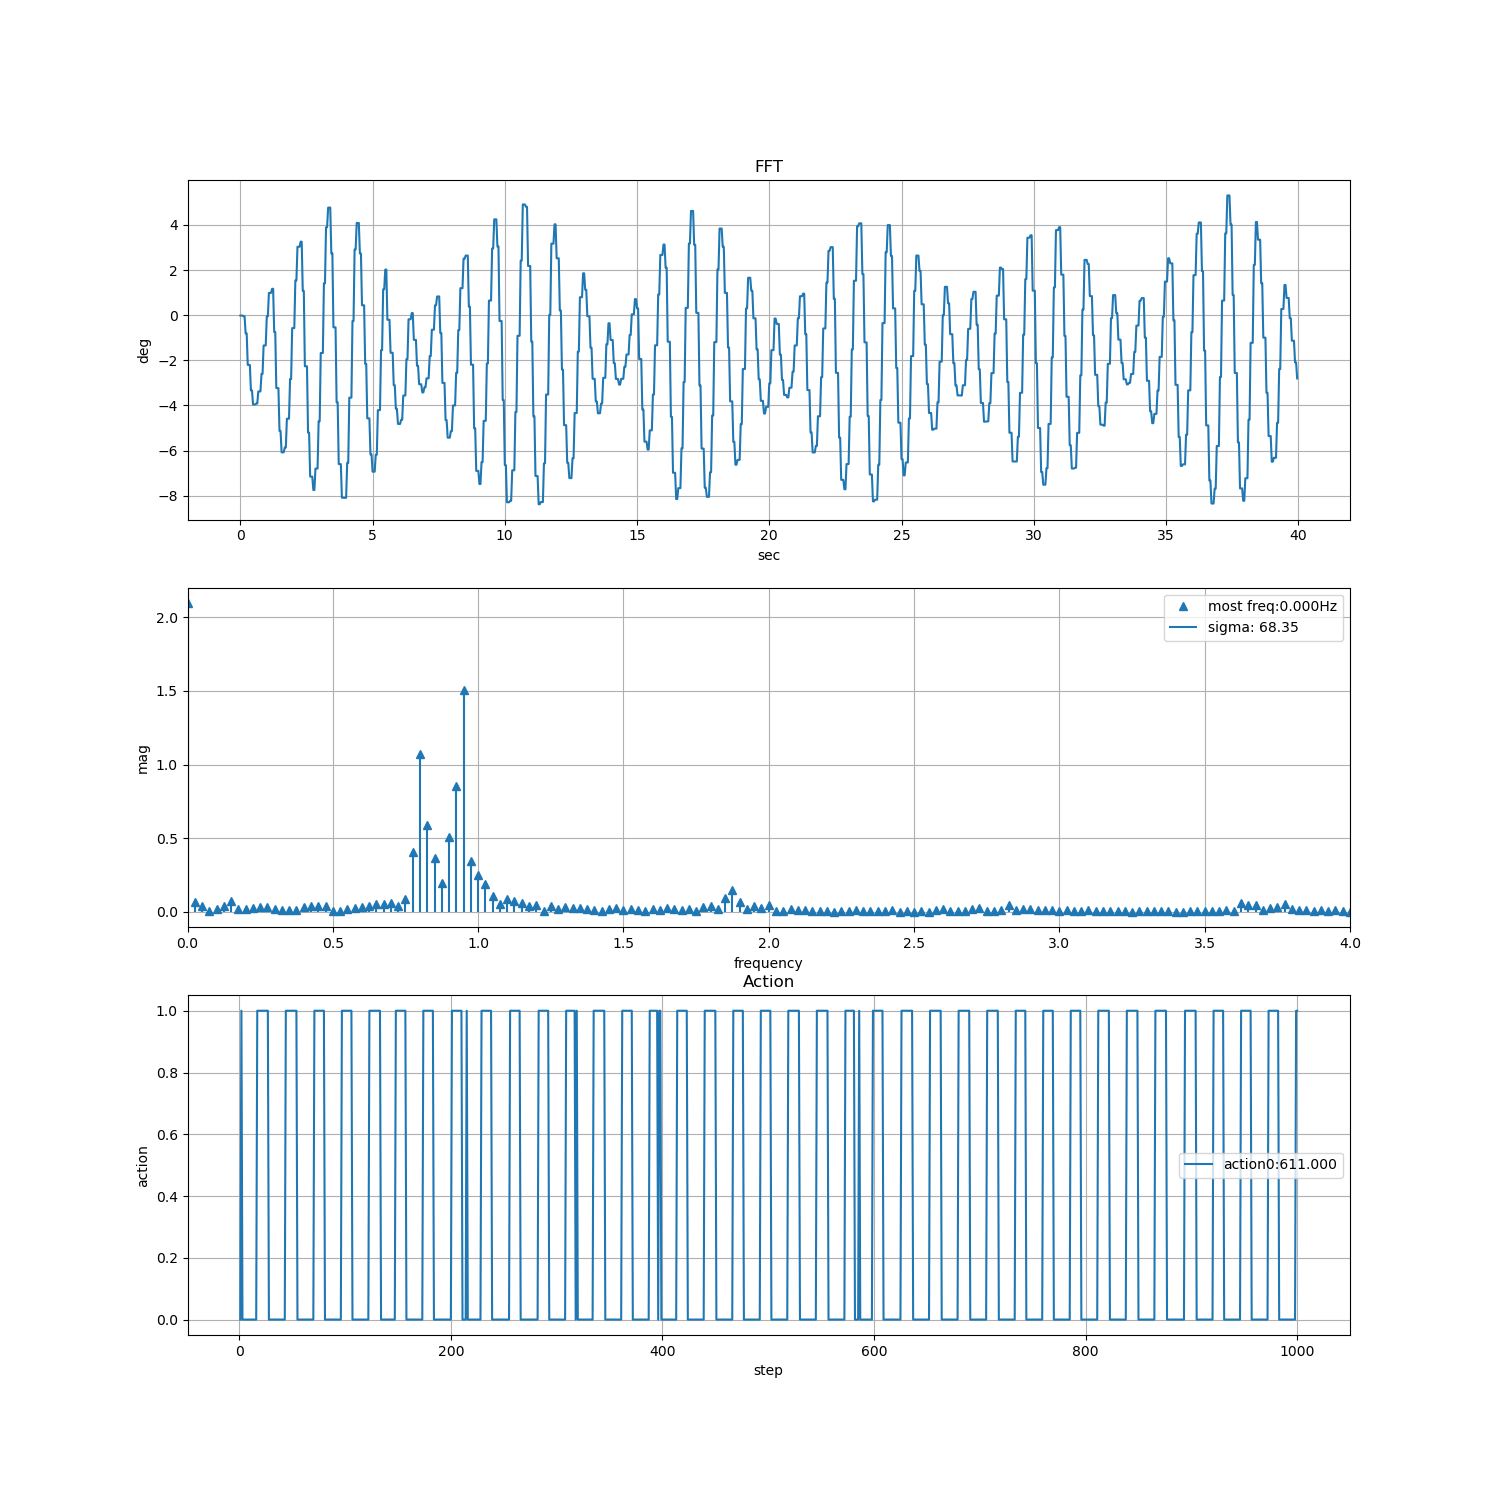 FFT
4
2
0
−2
−4
−6
−8
deg
0 5 10 15 20 25 30 35 40
sec
2.0
1.5
1.0
0.5
0.0
mag
most freq:0.000Hz
sigma: 68.35
0.0 0.5 1.0 1.5 2.0 2.5 3.0 3.5 4.0
frequency
Action
1.0
0.8
0.6
0.4
0.2
0.0
action
action0:611.000
0 200 400 600 800 1000
step